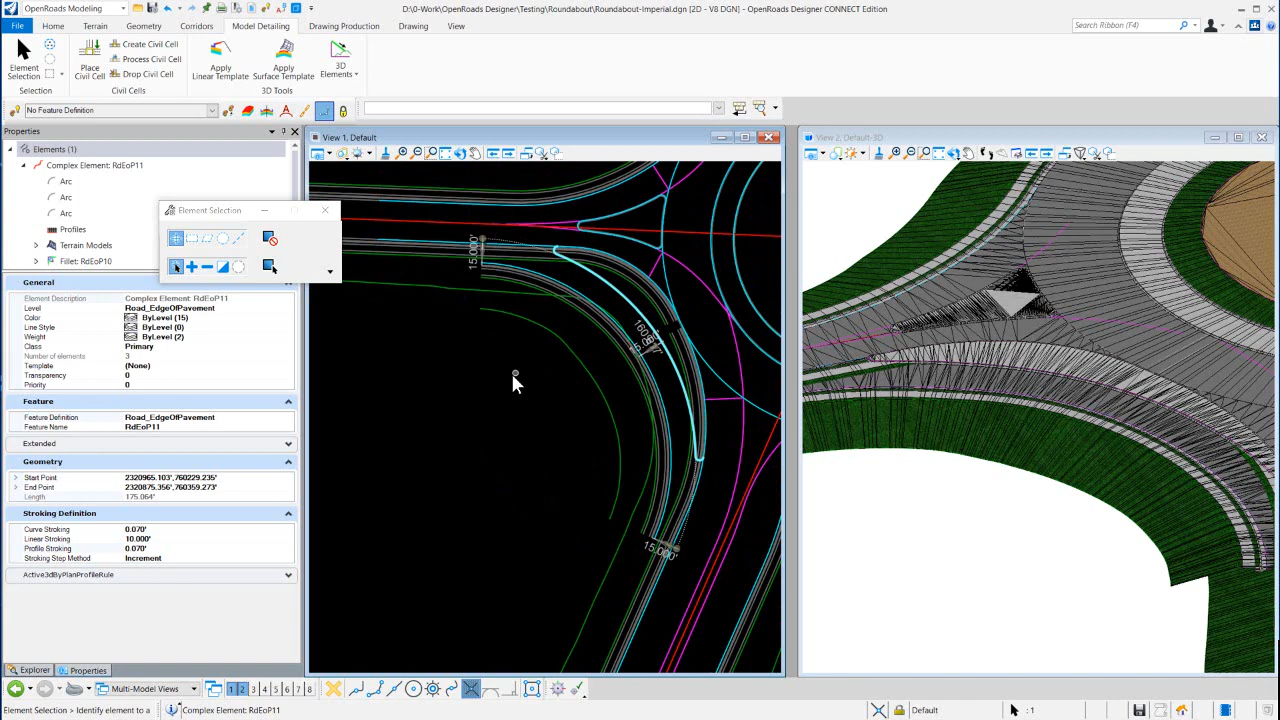 OpenRoads Modeling
D:\0-Work\OpenRoads Designer\Testing\Roundabout\Roundabout-Imperial.dgn [2D - V8 DGN] - OpenRoads Designer CONNECT Edition
File Home Terrain Geometry Corridors Model Detailing Drawing Production Drawing View
Search Ribbon (F4)
Element Selection
Selection
Place Civil Cell
Create Civil Cell
Process Civil Cell
Drop Civil Cell
Civil Cells
Apply Linear Template
Apply Surface Template
3D Elements
3D Tools
No Feature Definition
Properties
Elements (1)
Complex Element: RdEoP11
Arc
Arc
Arc
Profiles
Terrain Models
Fillet: RdEoP10
Element Selection
General
Element Description Complex Element: RdEoP11
Level Road_EdgeOfPavement
Color ByLevel (15)
Line Style ByLevel (0)
Weight ByLevel (2)
Class Primary
Number of elements 3
Template (None)
Transparency 0
Priority 0
Feature
Feature Definition Road_EdgeOfPavement
Feature Name RdEoP11
Extended
Geometry
Start Point 2320965.103',760229.235'
End Point 2320875.356',760359.273'
Length 175.064'
Stroking Definition
Curve Stroking 0.070'
Linear Stroking 10.000'
Profile Stroking 0.070'
Stroking Step Method Increment
Active3dByPlanProfileRule
Explorer Properties
View 1, Default
15.000'
15.000'
View 2, Default-3D
Multi-Model Views
1 2 3 4 5 6 7 8
Element Selection > Identify element to a
Complex Element: RdEoP11
Default
: 1